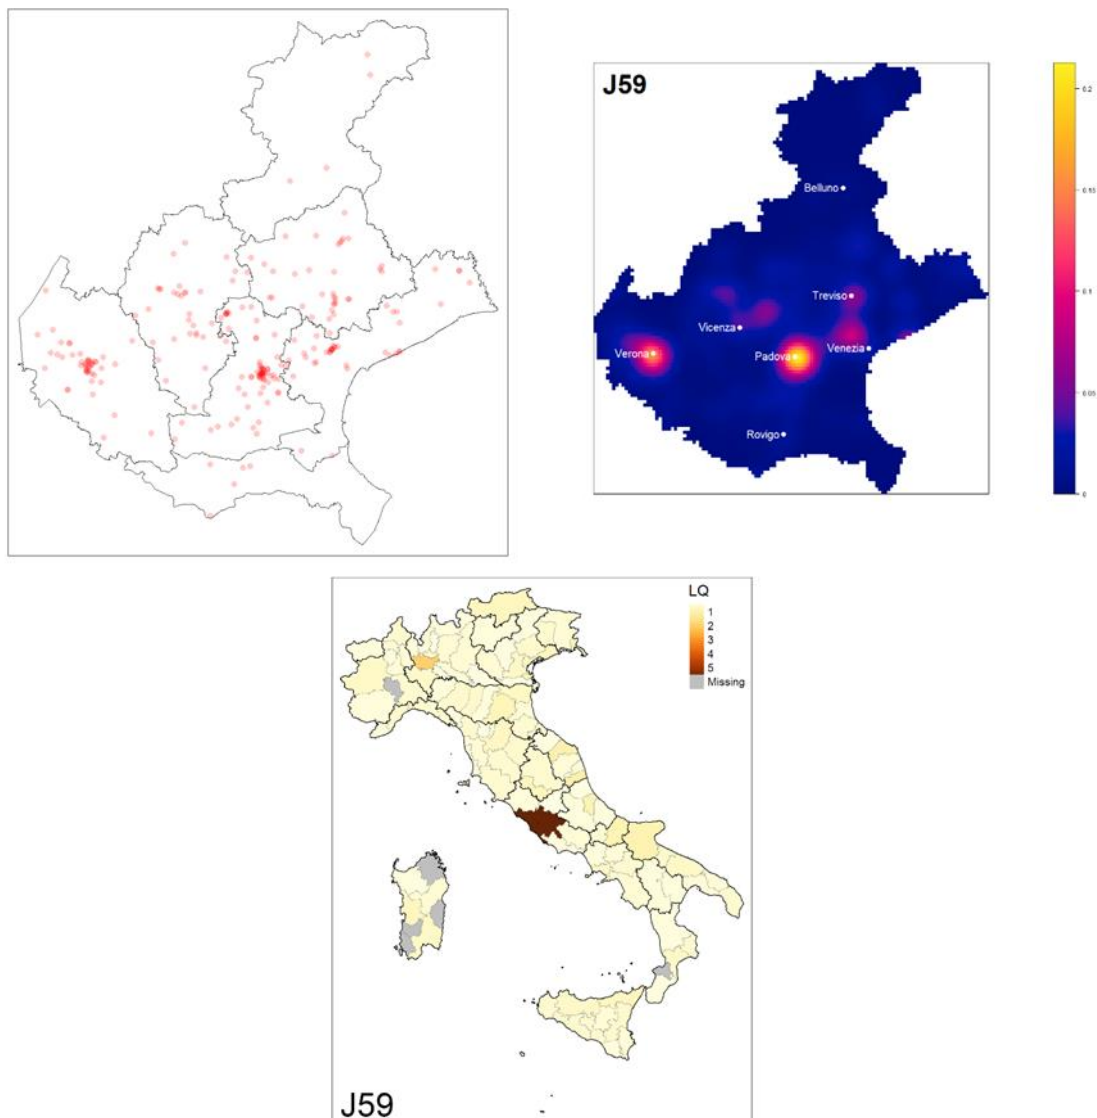 J59
0.2
0.15
0.1
0.05
0
Belluno
Treviso
Vicenza
Venezia
Verona
Padova
Rovigo
LQ
1
2
3
4
5
Missing
J59